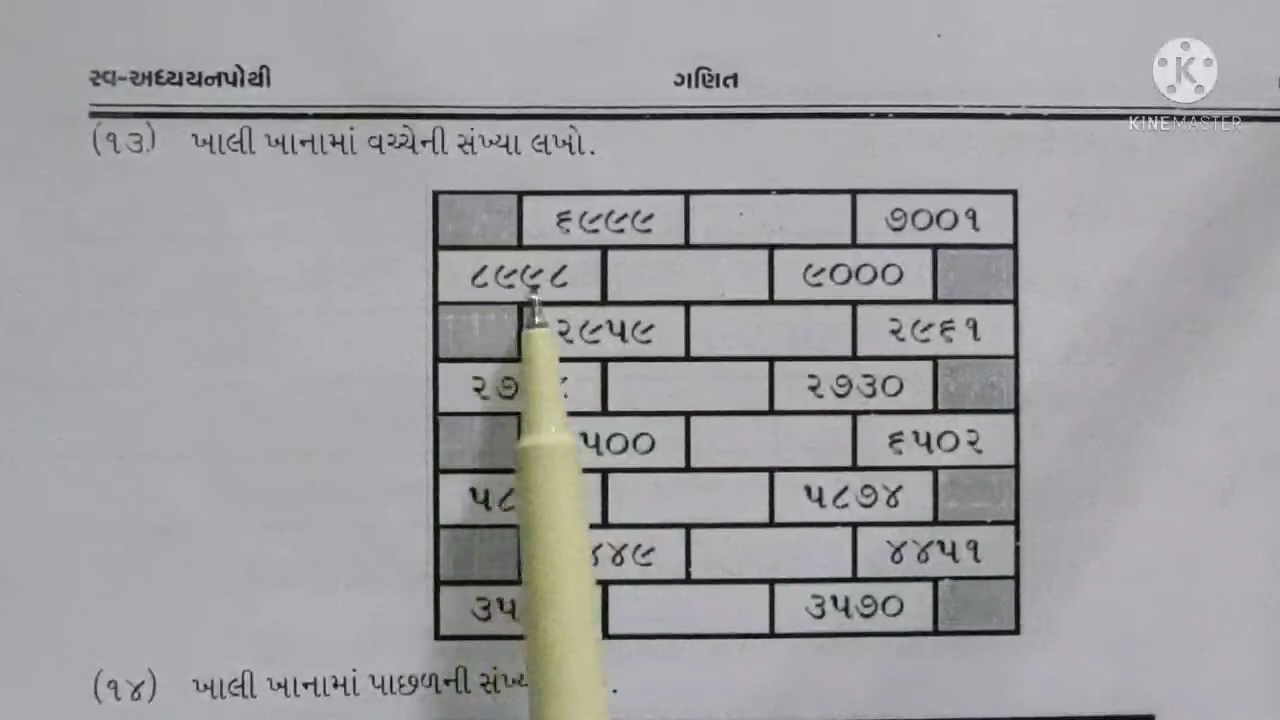 સ્વ-અધ્યયનપોથી ગણિત
K
KINEMASTER
(૧૩) ખાલી ખાનામાં વચ્ચેની સંખ્યા લખો.
૬૯૯૯ ૭૦૦૧
૮૯૯૮ ૯૦૦૦
૨૯૫૯ ૨૯૬૧
૨૭૩૦
૬૫૦૨
૫૮૭૪
૪૪૫૧
૩૫૭૦
(૧૪) ખાલી ખાનામાં પાછળની